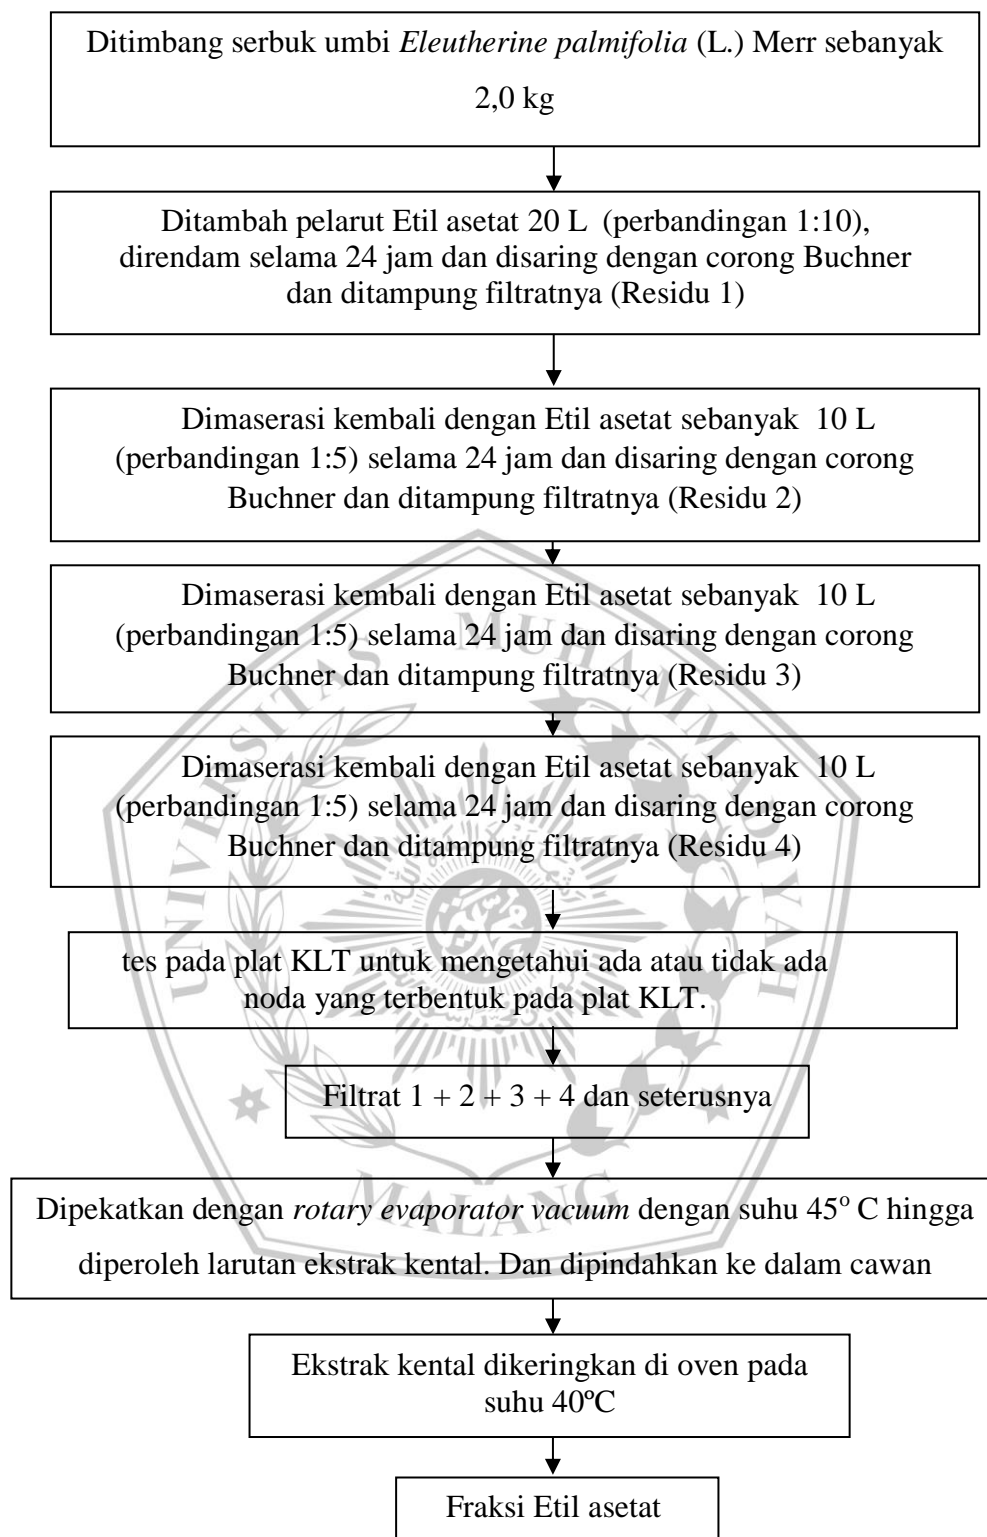 Ditimbang serbuk umbi Eleutherine palmifolia (L.) Merr sebanyak
2,0 kg
Ditambah pelarut Etil asetat 20 L (perbandingan 1:10),
direndam selama 24 jam dan disaring dengan corong Buchner
dan ditampung filtratnya (Residu 1)
Dimaserasi kembali dengan Etil asetat sebanyak 10 L
(perbandingan 1:5) selama 24 jam dan disaring dengan corong
Buchner dan ditampung filtratnya (Residu 2)
Dimaserasi kembali dengan Etil asetat sebanyak 10 L
(perbandingan 1:5) selama 24 jam dan disaring dengan corong
Buchner dan ditampung filtratnya (Residu 3)
Dimaserasi kembali dengan Etil asetat sebanyak 10 L
(perbandingan 1:5) selama 24 jam dan disaring dengan corong
Buchner dan ditampung filtratnya (Residu 4)
tes pada plat KLT untuk mengetahui ada atau tidak ada
noda yang terbentuk pada plat KLT.
Filtrat 1 + 2 + 3 + 4 dan seterusnya
Dipekatkan dengan rotary evaporator vacuum dengan suhu 45° C hingga
diperoleh larutan ekstrak kental. Dan dipindahkan ke dalam cawan
Ekstrak kental dikeringkan di oven pada
suhu 40ºC
Fraksi Etil asetat
UNIVERSITAS MUHAMMADIYAH
MALANG